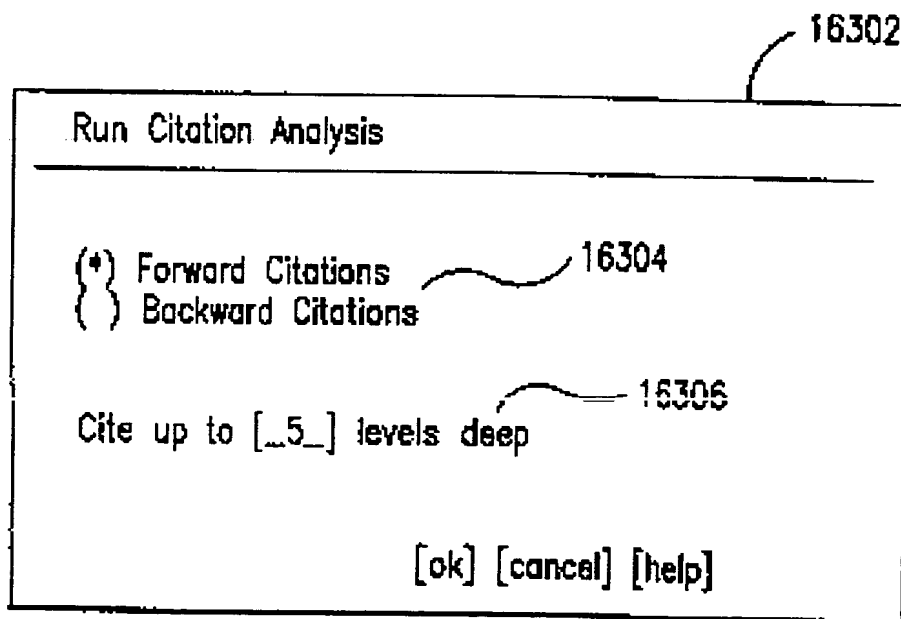 16302
Run Citation Analysis
(*) Forward Citations
16304
( ) Backward Citations
16306
Cite up to [_5_] levels deep
[ok] [cancel] [help]